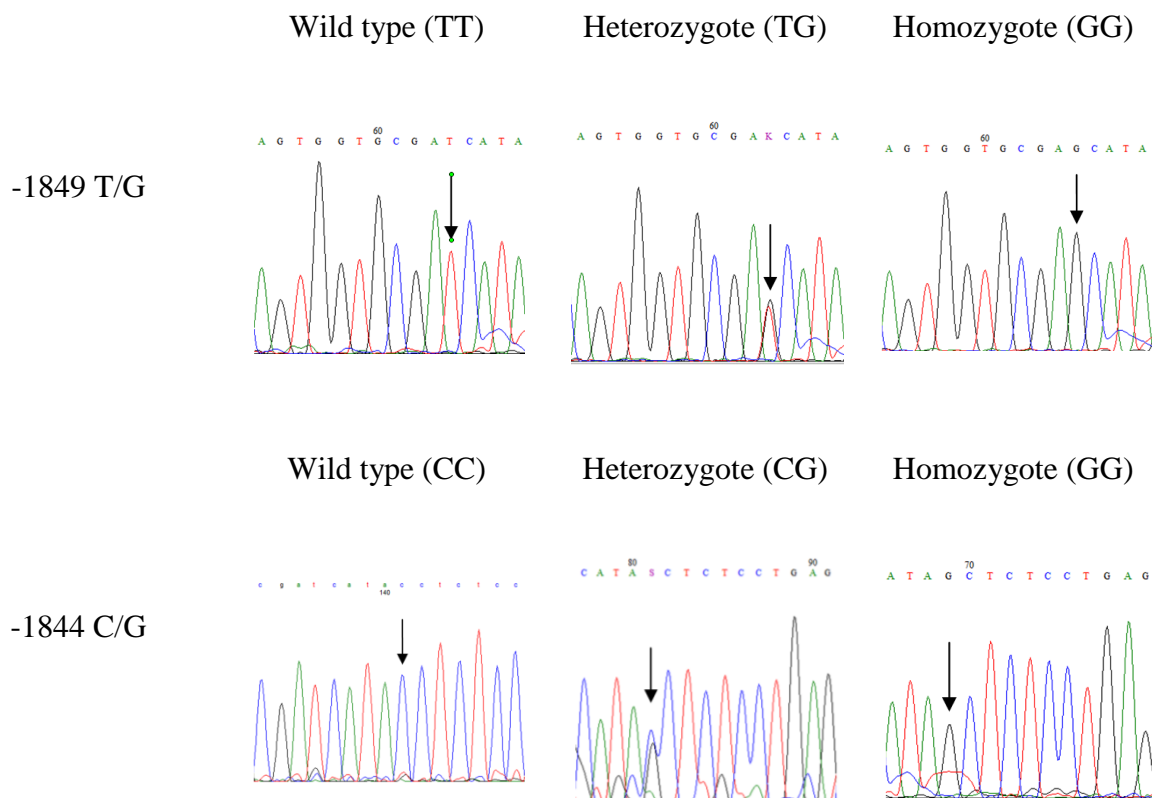 Wild type (TT) Heterozygote (TG) Homozygote (GG)
60 60 60
A G T G G T G C G A T C A T A A G T G G T G C G A K C A T A A G T G G T G C G A G C A T A
-1849 T/G
Wild type (CC) Heterozygote (CG) Homozygote (GG)
80 90 70
c g a t c a t a c c t c t c c C A T A S C T C T C C T G A G A T A G C T C T C C T G A G
140
-1844 C/G